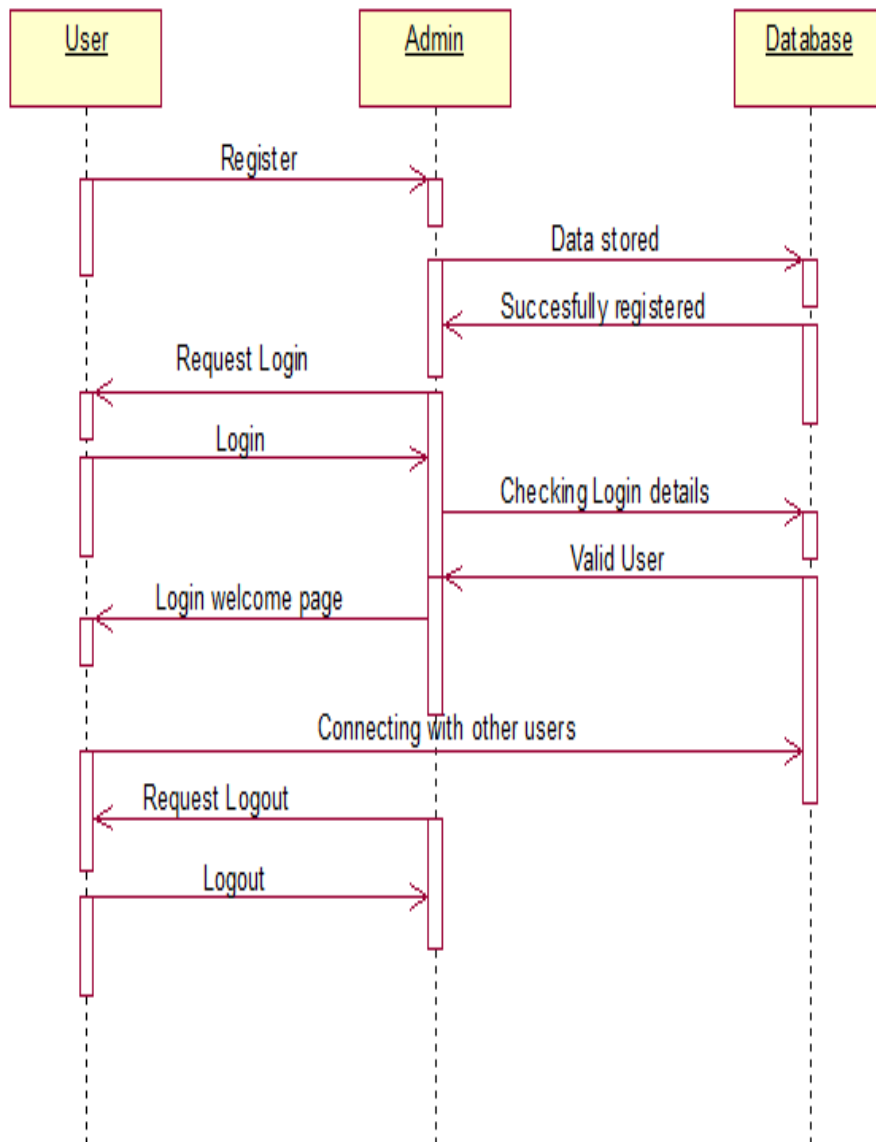 User
Admin
Database
Register
Data stored
Succesfully registered
Request Login
Login
Checking Login details
Valid User
Login welcome page
Connecting with other users
Request Logout
Logout